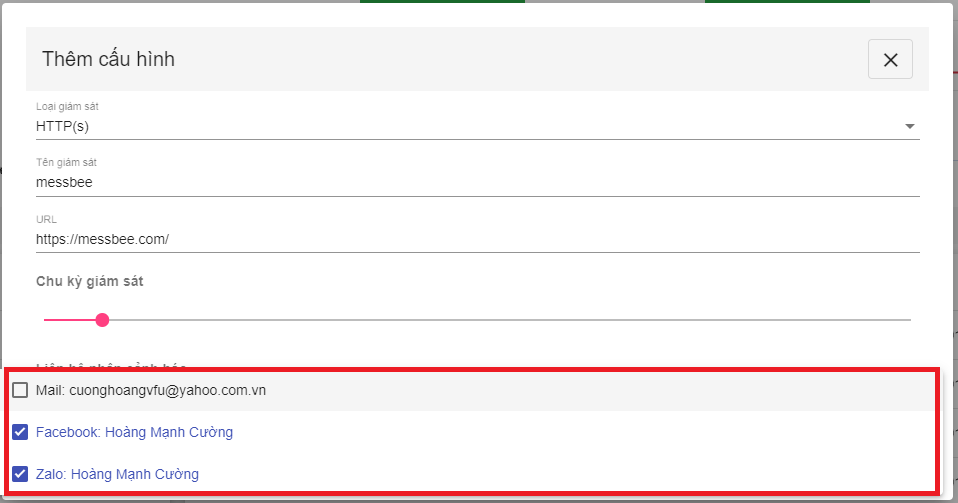 Thêm cấu hình
Loại giám sát
HTTP(s)
Tên giám sát
messbee
URL
https://messbee.com/
Chu kỳ giám sát
Mail: cuonghoangvfu@yahoo.com.vn
Facebook: Hoàng Mạnh Cường
Zalo: Hoàng Mạnh Cường